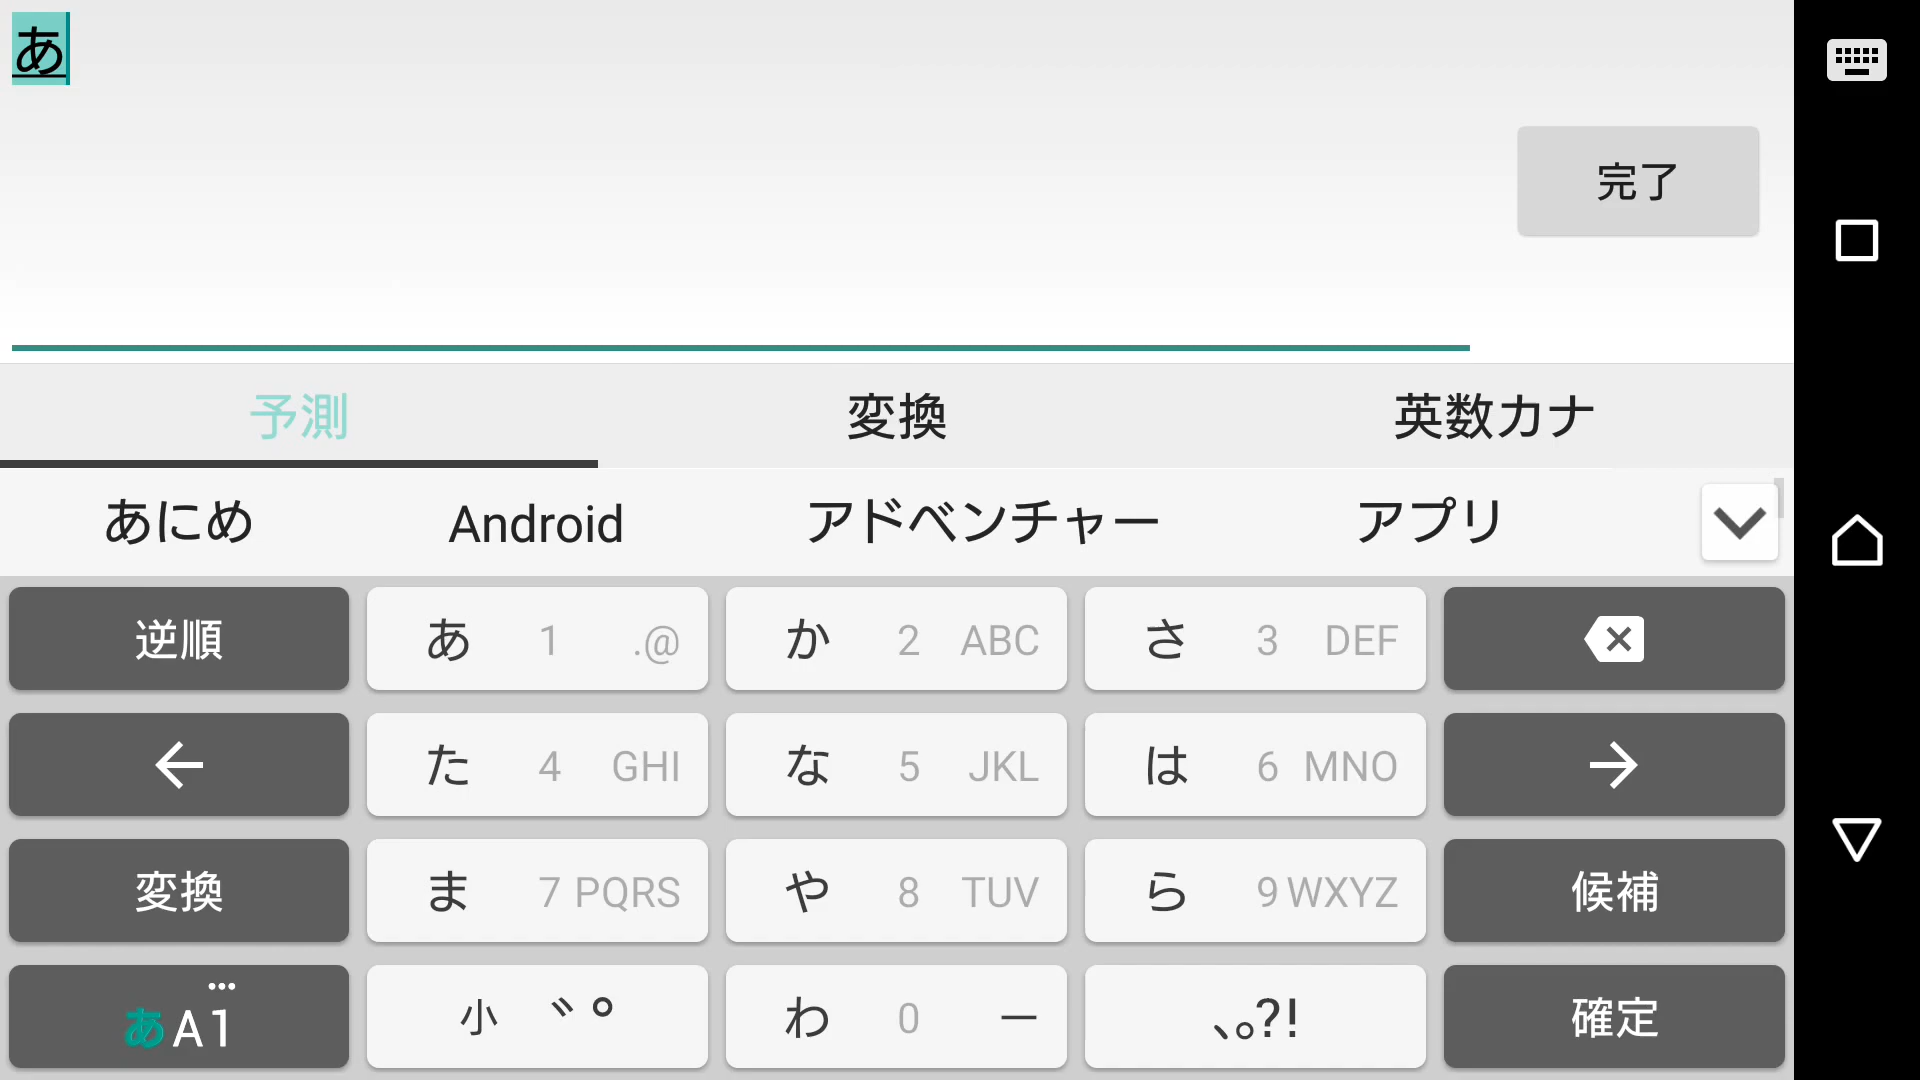 あ
完了
予測 変換 英数カナ
あにめ Android アドベンチャー アプリ
逆順 あ 1 .@ か 2 ABC さ 3 DEF
た 4 GHI な 5 JKL は 6 MNO
変換 ま 7 PQRS や 8 TUV ら 9 WXYZ 候補
あA1 小 ゛゜ わ 0 ー 、。?! 確定